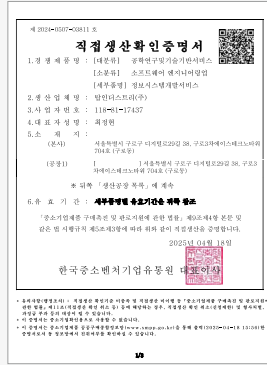 제 2024-0507-03811 호
직접생산확인증명서
1. 경 쟁 제 품 명 : [대분류] 공학연구및기술기반서비스
[소분류] 소프트웨어 엔지니어링업
[세부품명] 정보시스템개발서비스
2. 생 산 업 체 명 : 탑인더스트리(주)
3. 사 업 자 번 호 : 118-81-17437
4. 대 표 자 성 명 : 최경현
5. 소 재 지 :
(본사) 서울특별시 구로구 디지털로29길 38, 구로3차에이스테크노타워
704호 (구로동)
(공장1) [ ] 서울특별시 구로구 디지털로29길 38, 구로3
차에이스테크노타워 704호 (구로동)
※ 뒤쪽 「생산공장 목록」에 계속
6. 유 효 기 간 : 세부품명별 유효기간은 뒤쪽 참조
「중소기업제품 구매촉진 및 판로지원에 관한 법률」 제9조제4항 본문 및
같은 법 시행규칙 제5조제3항에 따라 위와 같이 직접생산을 증명합니다.
2025년 04월 18일
한국중소벤처기업유통원 대표이사
1/3